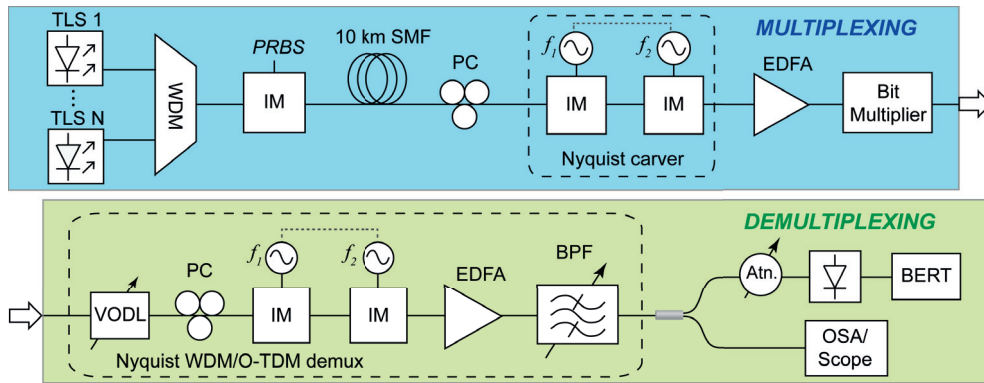 TLS 1
TLS N
WDM
PRBS
IM
10 km SMF
PC
f1
f2
IM
IM
Nyquist carver
EDFA
MULTIPLEXING
Bit
Multiplier
DEMULTIPLEXING
VODL
PC
f1
f2
IM
IM
EDFA
BPF
Nyquist WDM/O-TDM demux
Atn.
BERT
OSA/
Scope